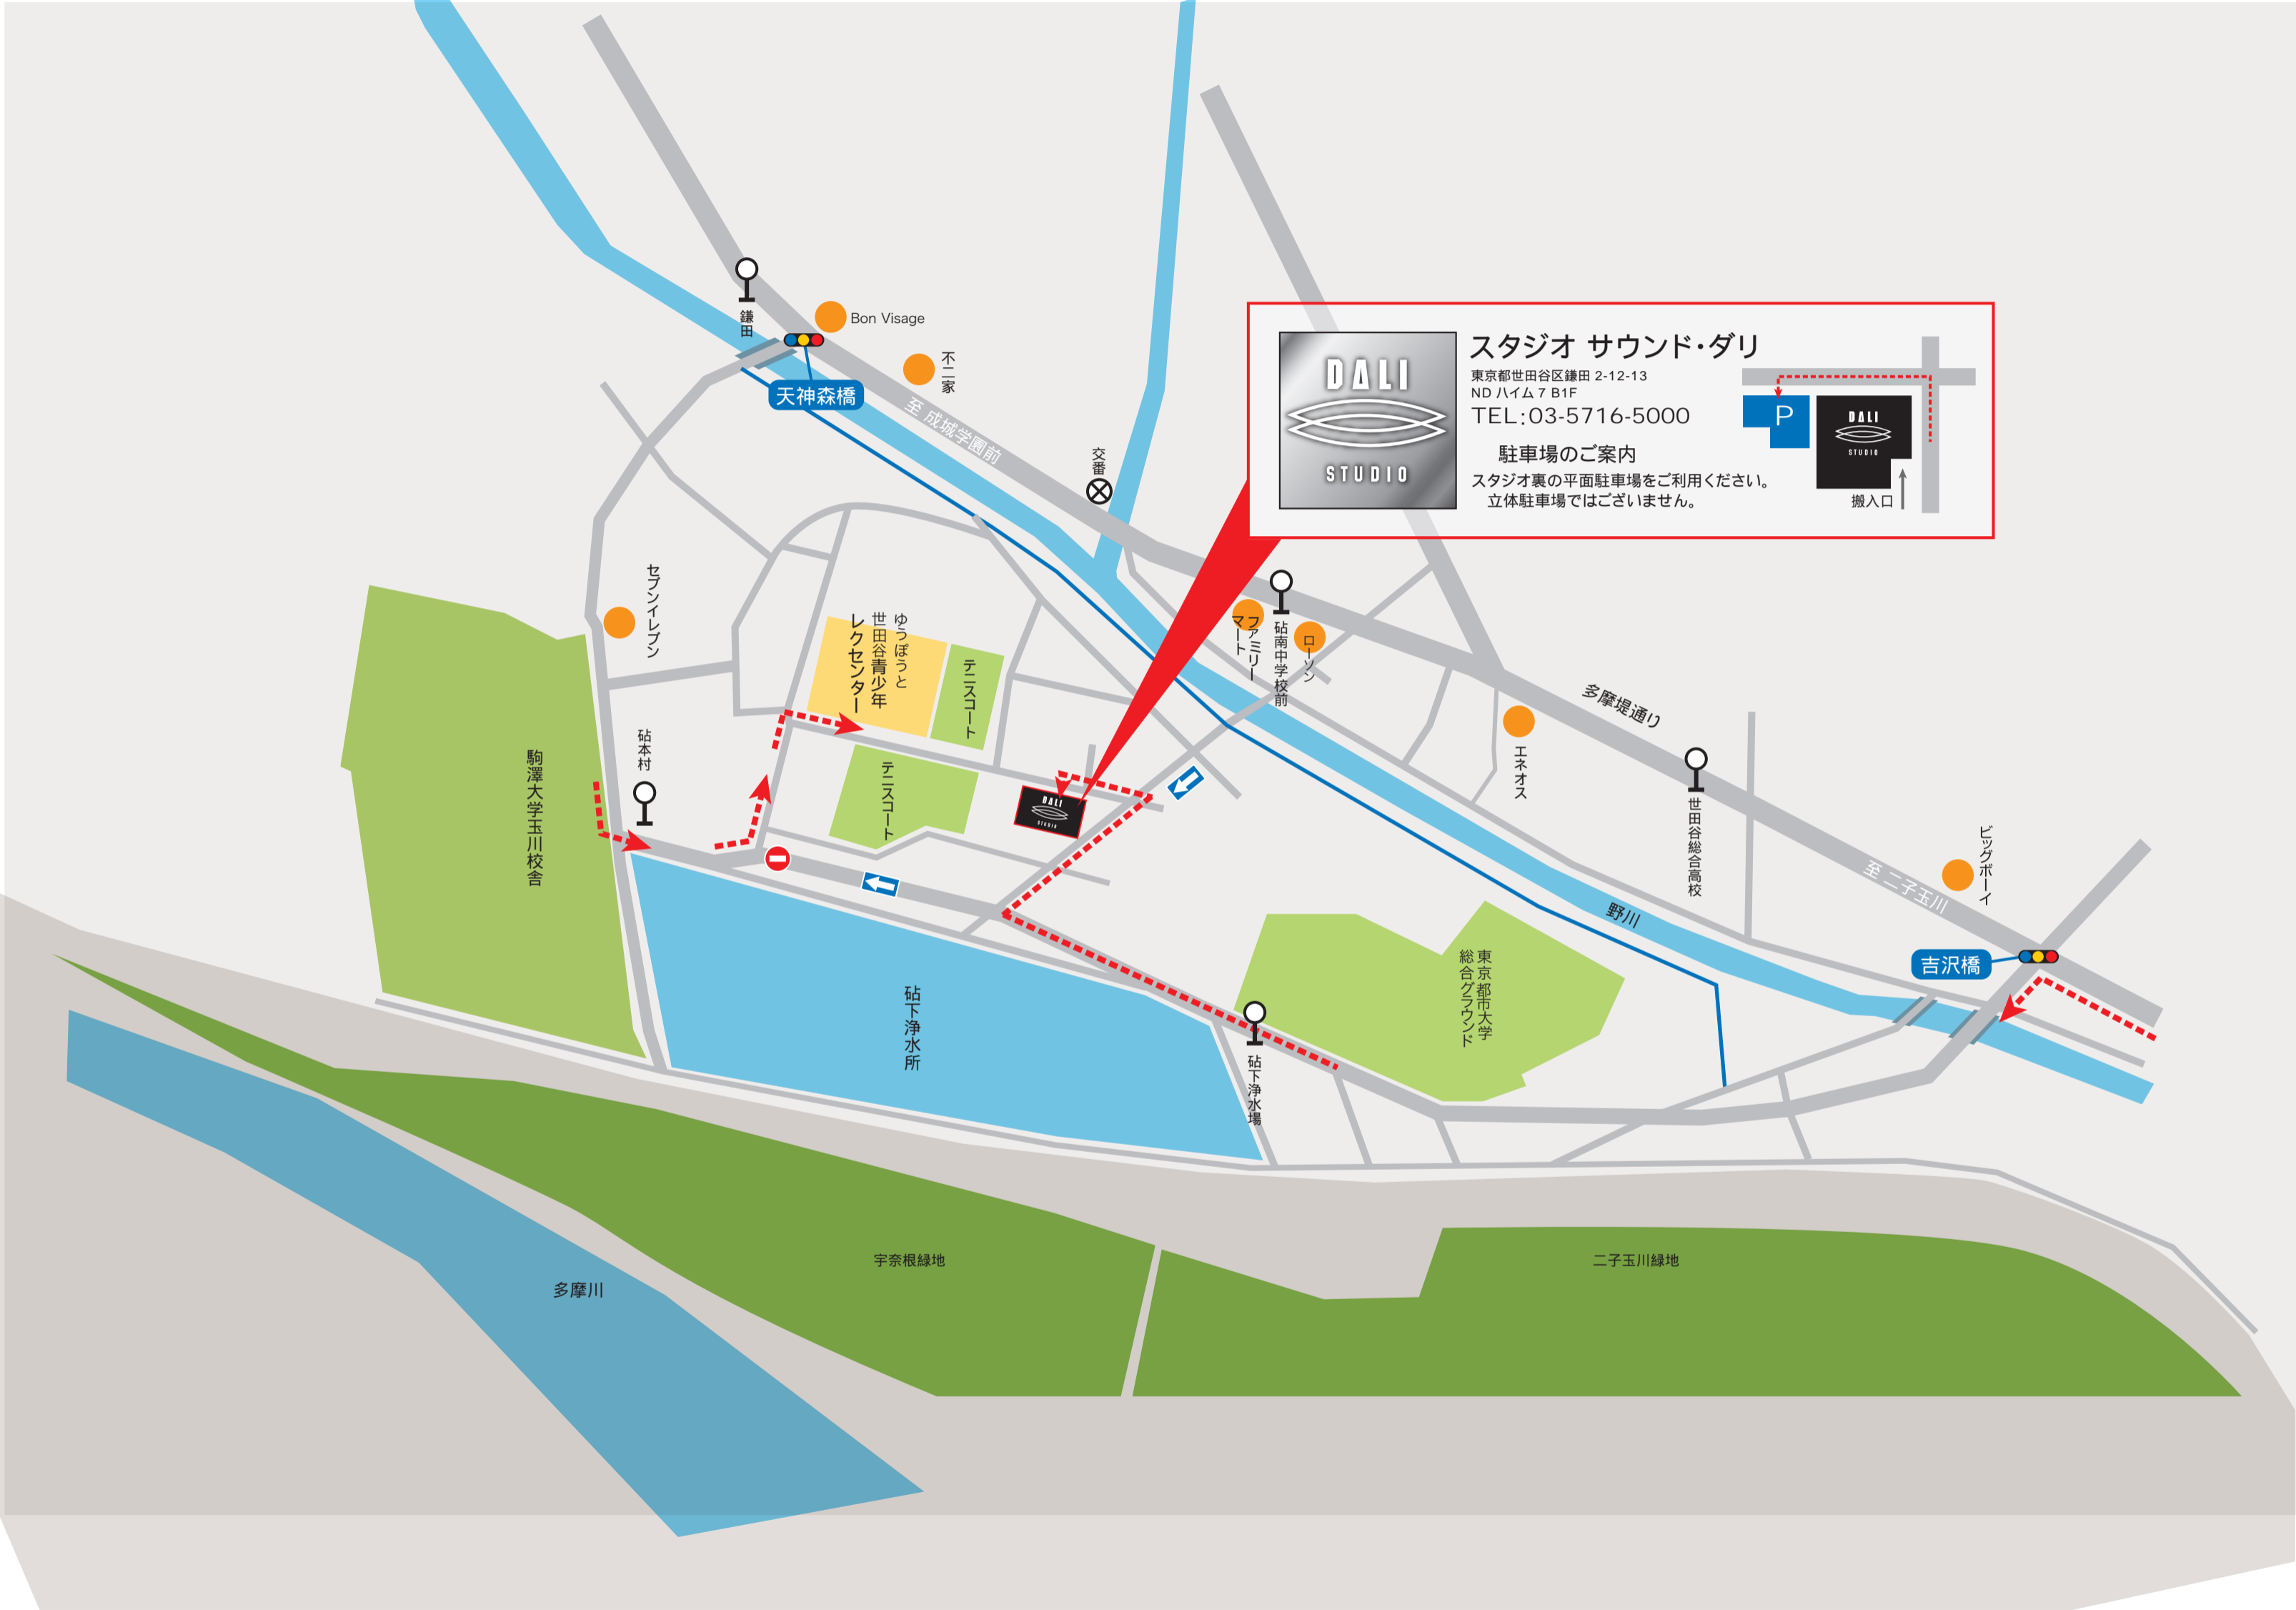 鎌田
Bon Visage
不二家
天神森橋
至 成城学園前
交番
DALI
STUDIO
スタジオ サウンド・ダリ
東京都世田谷区鎌田 2-12-13
ND ハイム 7 B1F
TEL:03-5716-5000
駐車場のご案内
スタジオ裏の平面駐車場をご利用ください。
立体駐車場ではございません。
P
DALI
STUDIO
搬入口
セブンイレブン
ゆうぽうと
世田谷青少年
レクセンター
テニスコート
ファミリー
マート
砧南中学校前
ローソン
多摩堤通り
エネオス
砧本村
駒澤大学玉川校舎
テニスコート
DALI
STUDIO
世田谷総合高校
ビッグボーイ
至 二子玉川
野川
吉沢橋
東京都市大学
総合グラウンド
砧下浄水所
砧下浄水場
宇奈根緑地
二子玉川緑地
多摩川